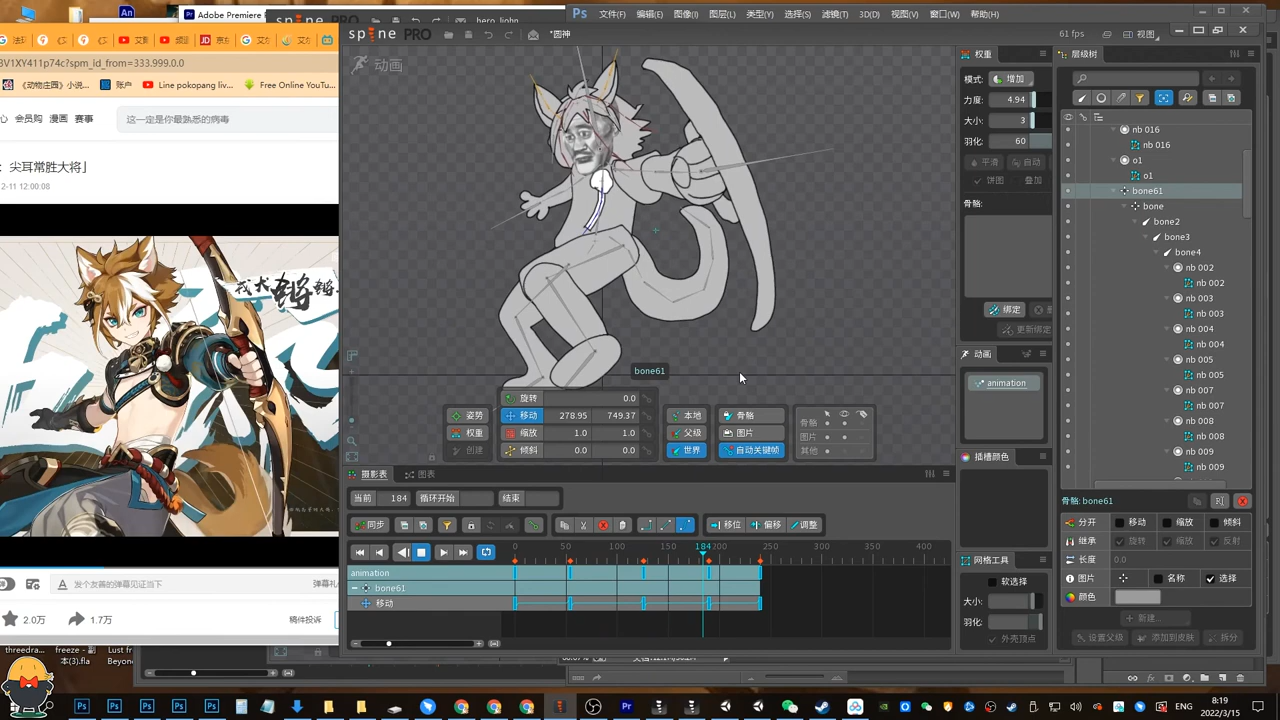 An
Adobe Premiere P
spine PRO
hero_liohn
Ps
文件(F)
编辑(E)
图像(I)
图层(L)
类型(Y)
选择(S)
滤镜(T)
3D(D)
视图(V)
窗口(W)
帮助(H)
spine PRO
*圆神
61 fps
视图
3V1XY411p74c?spm_id_from=333.999.0.0
《动物庄园》小说...
账户
Line pokopang liv...
Free Online YouTu...
心
会员购
漫画
赛事
这一定是你最熟悉的病毒
：尖耳常胜大将」
2-11 12:00:08
动画
权重
模式:
增加
力度:
4.94
大小:
3
羽化:
60
平滑
自动
饼图
叠加
骨骼:
绑定
更新绑定
动画
animation
插槽颜色
网格工具
软选择
大小:
羽化:
外亮顶点
层级树
nb 016
nb 016
o1
o1
bone61
bone
bone2
bone3
bone4
nb 002
nb 002
nb 003
nb 003
nb 004
nb 004
nb 005
nb 005
nb 007
nb 007
nb 008
nb 008
nb 009
nb 009
骨骼: bone61
分开
移动
缩放
倾斜
继承
旋转
缩放
反射
长度
0.0
图片
名称
选择
颜色
新建...
设置父级
添加到皮肤
拆分
bone61
姿势
权重
创建
旋转
0.0
移动
278.95
749.37
缩放
1.0
1.0
倾斜
0.0
0.0
本地
父级
世界
骨骼
图片
自动关键帧
骨骼
图片
其他
摄影表
图表
当前
184
循环开始
结束
同步
移位
偏移
调整
0
50
100
150
184
200
250
300
350
400
animation
bone61
移动
发个友善的弹幕见证当下
弹幕礼
2.0万
1.7万
稿件投诉
threedra...
freeze - 副
本(3).fla
Lust fr
Beyond
8:19
2022/3/15
ENG